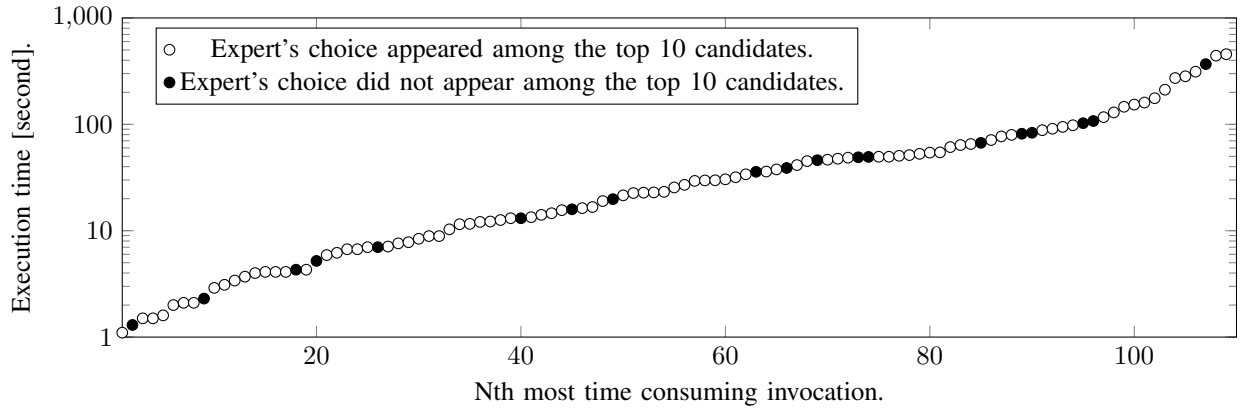 1,000
Expert's choice appeared among the top 10 candidates.
Expert's choice did not appear among the top 10 candidates.
100
10
1
Execution time [second].
20 40 60 80 100
Nth most time consuming invocation.